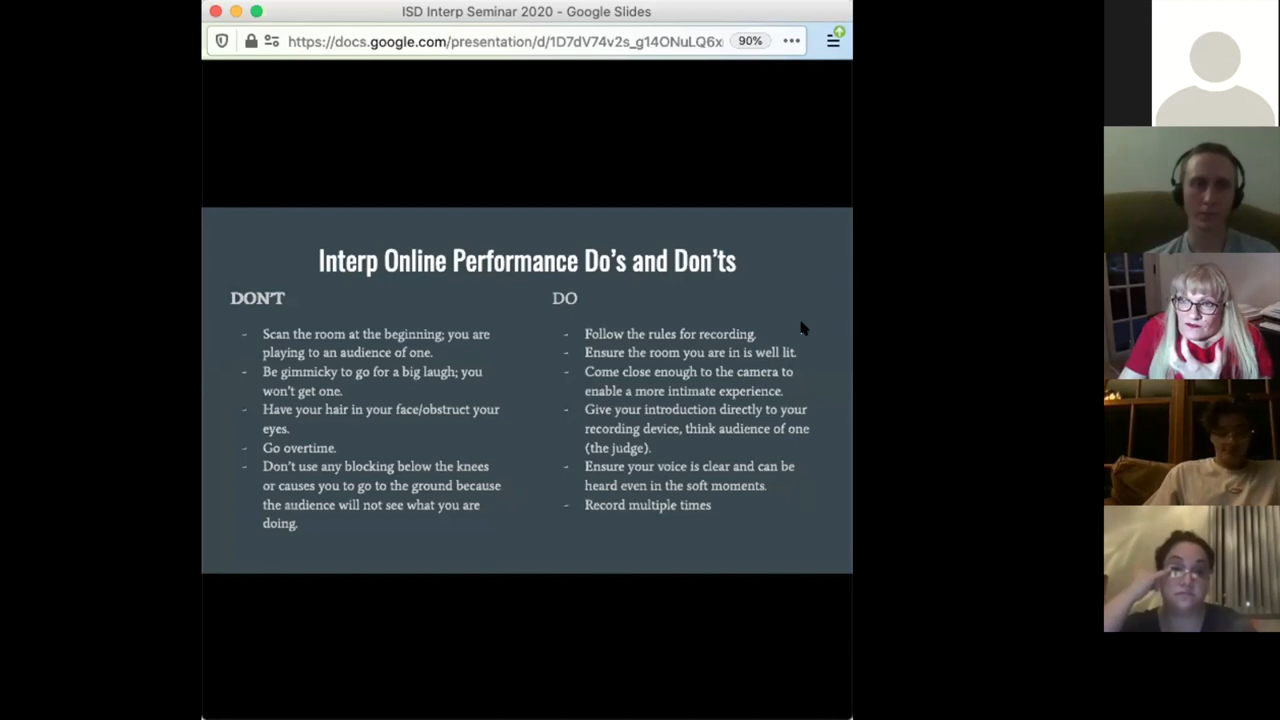 ISD Interp Seminar 2020 - Google Slides
https://docs.google.com/presentation/d/1D7dV74v2s_g14ONuLQ6x
90%
Interp Online Performance Do's and Don'ts
DON'T
- Scan the room at the beginning; you are
playing to an audience of one.
- Be gimmicky to go for a big laugh; you
won't get one.
- Have your hair in your face/obstruct your
eyes.
- Go overtime.
- Don't use any blocking below the knees
or causes you to go to the ground because
the audience will not see what you are
doing.
DO
- Follow the rules for recording.
- Ensure the room you are in is well lit.
- Come close enough to the camera to
enable a more intimate experience.
- Give your introduction directly to your
recording device, think audience of one
(the judge).
- Ensure your voice is clear and can be
heard even in the soft moments.
- Record multiple times